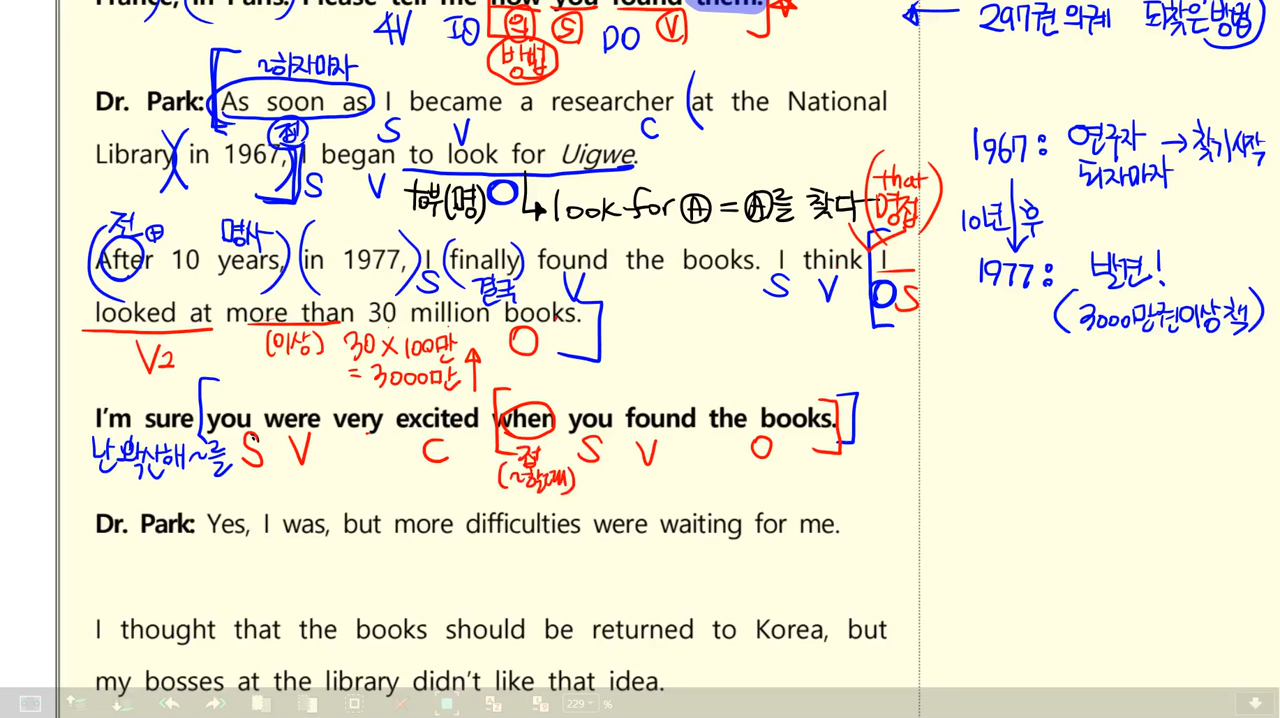 France, (in Paris. Please tell me how you found them.
4V IO 의 S DO V
방법
← 297권 의궤 되찾은 방법
~하자마자
Dr. Park: As soon as I became a researcher (at the National
접 S V C
Library) in 1967, I began to look for Uigwe.
S V
to부(명) O ↳ look for Ⓐ = Ⓐ를 찾다
that
명접
1967 : 연구자 → 찾기시작
되자마자
10년 ↓ 후
1977 : 발견!
(3000만권이상 책)
전 명사
(After 10 years,) (in 1977,) I (finally) found the books. I think [I
S 결국 V S V O S
looked at more than 30 million books.]
V2 (이상) 30 × 100만 O
= 3000만 ↑
I'm sure [you were very excited [when you found the books.]]
난 확신해 ~를 S V C 접 S V O
(~할때)
Dr. Park: Yes, I was, but more difficulties were waiting for me.
I thought that the books should be returned to Korea, but
my bosses at the library didn't like that idea.
229 %